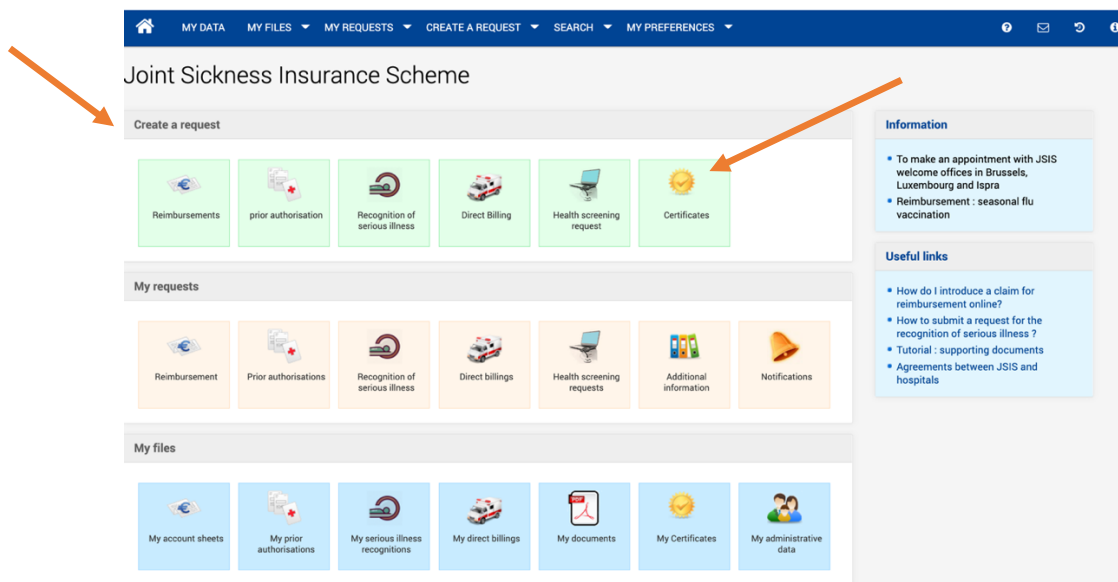 MY DATA MY FILES MY REQUESTS CREATE A REQUEST SEARCH MY PREFERENCES
Joint Sickness Insurance Scheme
Create a request
Reimbursements
prior authorisation
Recognition of
serious illness
Direct Billing
Health screening
request
Certificates
My requests
Reimbursement
Prior authorisations
Recognition of
serious illness
Direct billings
Health screening
requests
Additional
information
Notifications
My files
My account sheets
My prior
authorisations
My serious illness
recognitions
My direct billings
PDF
My documents
My Certificates
My administrative
data
Information
To make an appointment with JSIS
welcome offices in Brussels,
Luxembourg and Ispra
Reimbursement : seasonal flu
vaccination
Useful links
How do I introduce a claim for
reimbursement online?
How to submit a request for the
recognition of serious illness ?
Tutorial : supporting documents
Agreements between JSIS and
hospitals